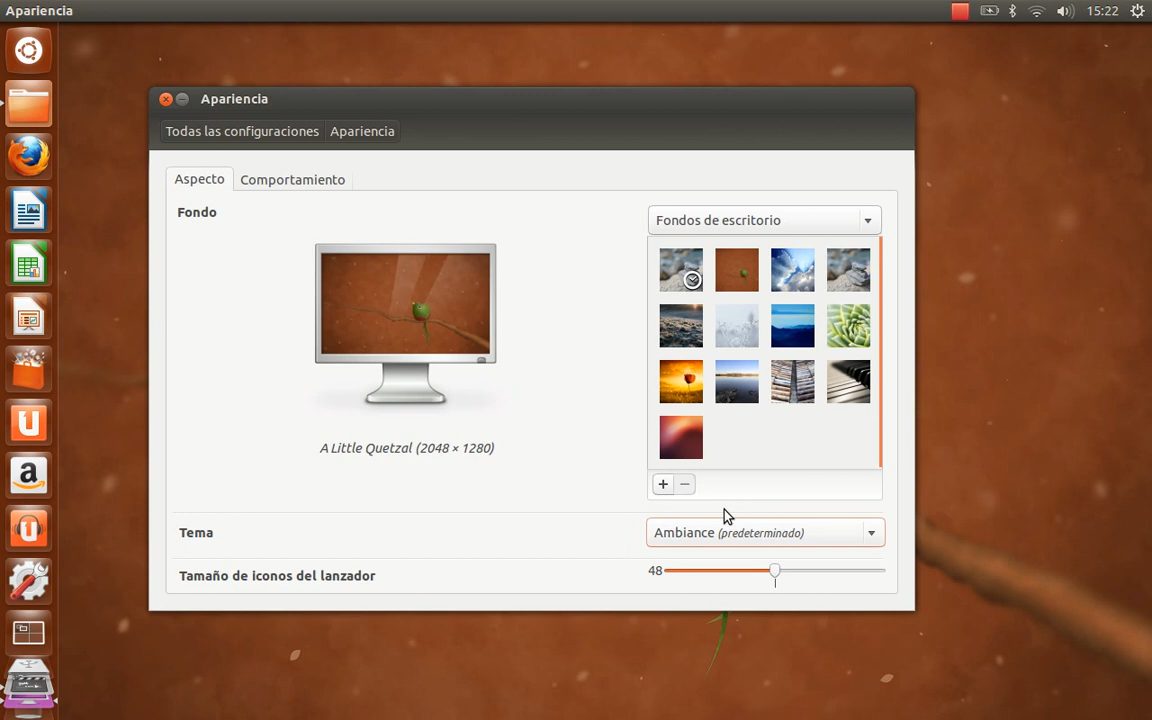 Apariencia
15:22
Apariencia
Todas las configuraciones
Apariencia
Aspecto
Comportamiento
Fondo
Fondos de escritorio
A Little Quetzal (2048 × 1280)
Tema
Ambiance (predeterminado)
Tamaño de iconos del lanzador
48